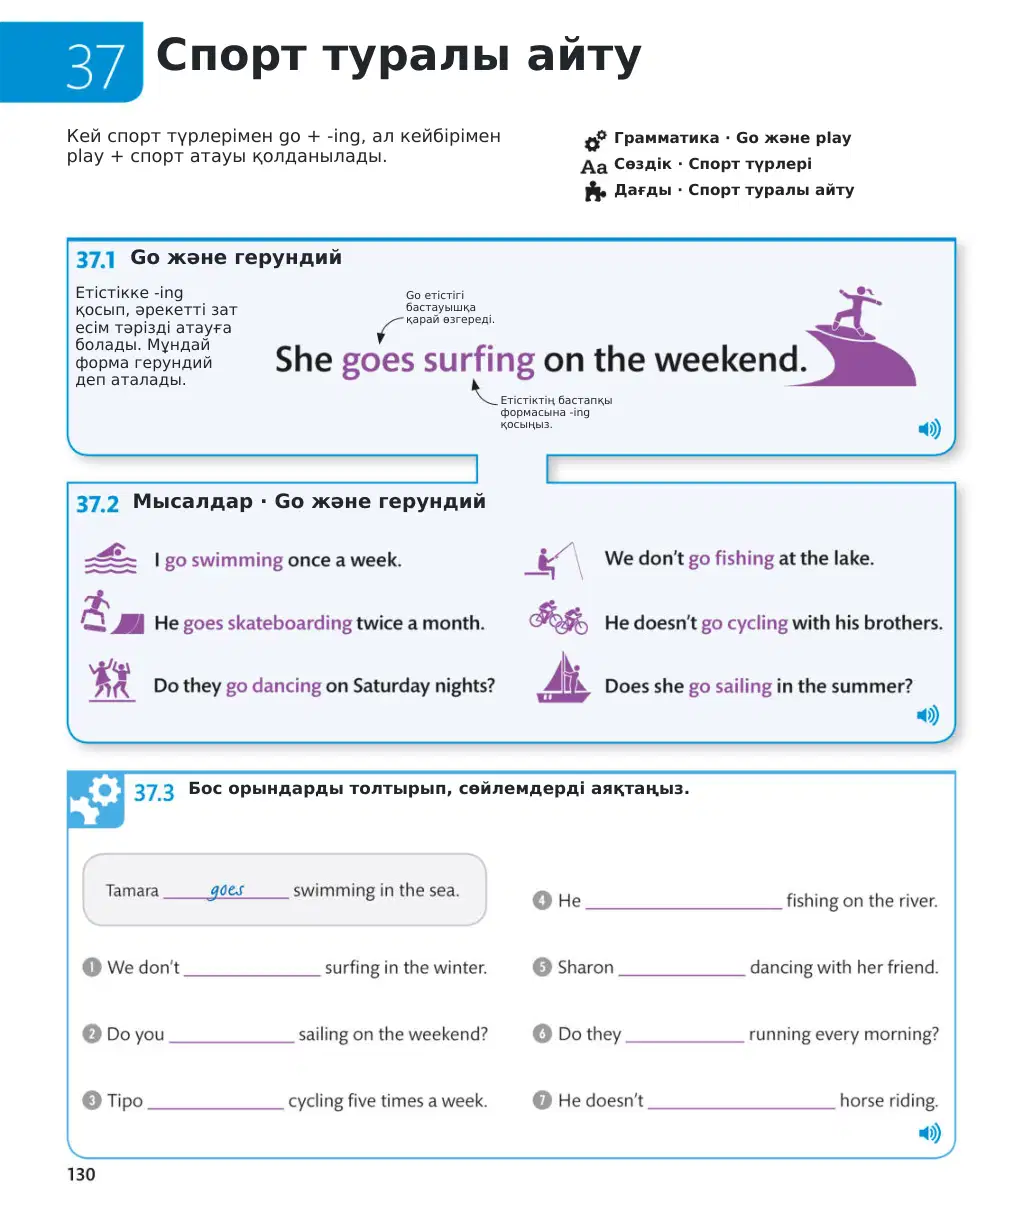 37
Спорт туралы айту
Кей спорт түрлерімен go + -ing, ал кейбірімен
play + спорт атауы қолданылады.
Грамматика · Go және play
Aa Сөздік · Спорт түрлері
Дағды · Спорт туралы айту
37.1 Go және герундий
Етістікке -ing
қосып, әрекетті зат
есім тәрізді атауға
болады. Мұндай
форма герундий
деп аталады.
Go етістігі
бастауышқа
қарай өзгереді.
She goes surfing on the weekend.
Етістіктің бастапқы
формасына -ing
қосыңыз.
37.2 Мысалдар · Go және герундий
I go swimming once a week.
He goes skateboarding twice a month.
Do they go dancing on Saturday nights?
We don't go fishing at the lake.
He doesn't go cycling with his brothers.
Does she go sailing in the summer?
37.3 Бос орындарды толтырып, сөйлемдерді аяқтаңыз.
Tamara goes swimming in the sea.
1 We don't ____ surfing in the winter.
2 Do you ____ sailing on the weekend?
3 Tipo ____ cycling five times a week.
4 He ____ fishing on the river.
5 Sharon ____ dancing with her friend.
6 Do they ____ running every morning?
7 He doesn't ____ horse riding.
130